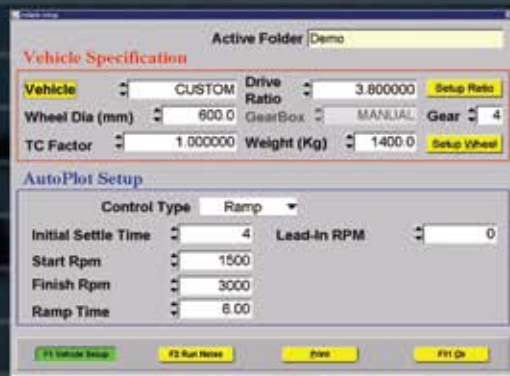 Vehicle Setup
Active Folder Demo
Vehicle Specification
Vehicle CUSTOM Drive Ratio 3.800000 Setup Ratio
Wheel Dia (mm) 600.0 GearBox MANUAL Gear 4
TC Factor 1.000000 Weight (Kg) 1400.0 Setup Wheel
AutoPlot Setup
Control Type Ramp
Initial Settle Time 4 Lead-In RPM 0
Start Rpm 1500
Finish Rpm 3000
Ramp Time 6.00
F1 Vehicle Setup F2 Run Notes Print F11 Ok